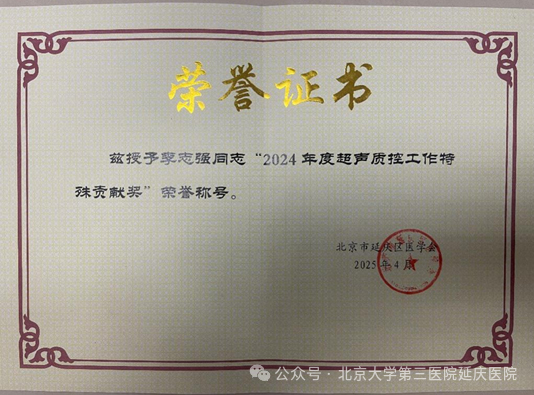 荣誉证书
兹授予李志强同志“2024年度超声质控工作特
殊贡献奖”荣誉称号。
北京市延庆区医学会
2025年4月
公众号·北京大学第三医院延庆医院